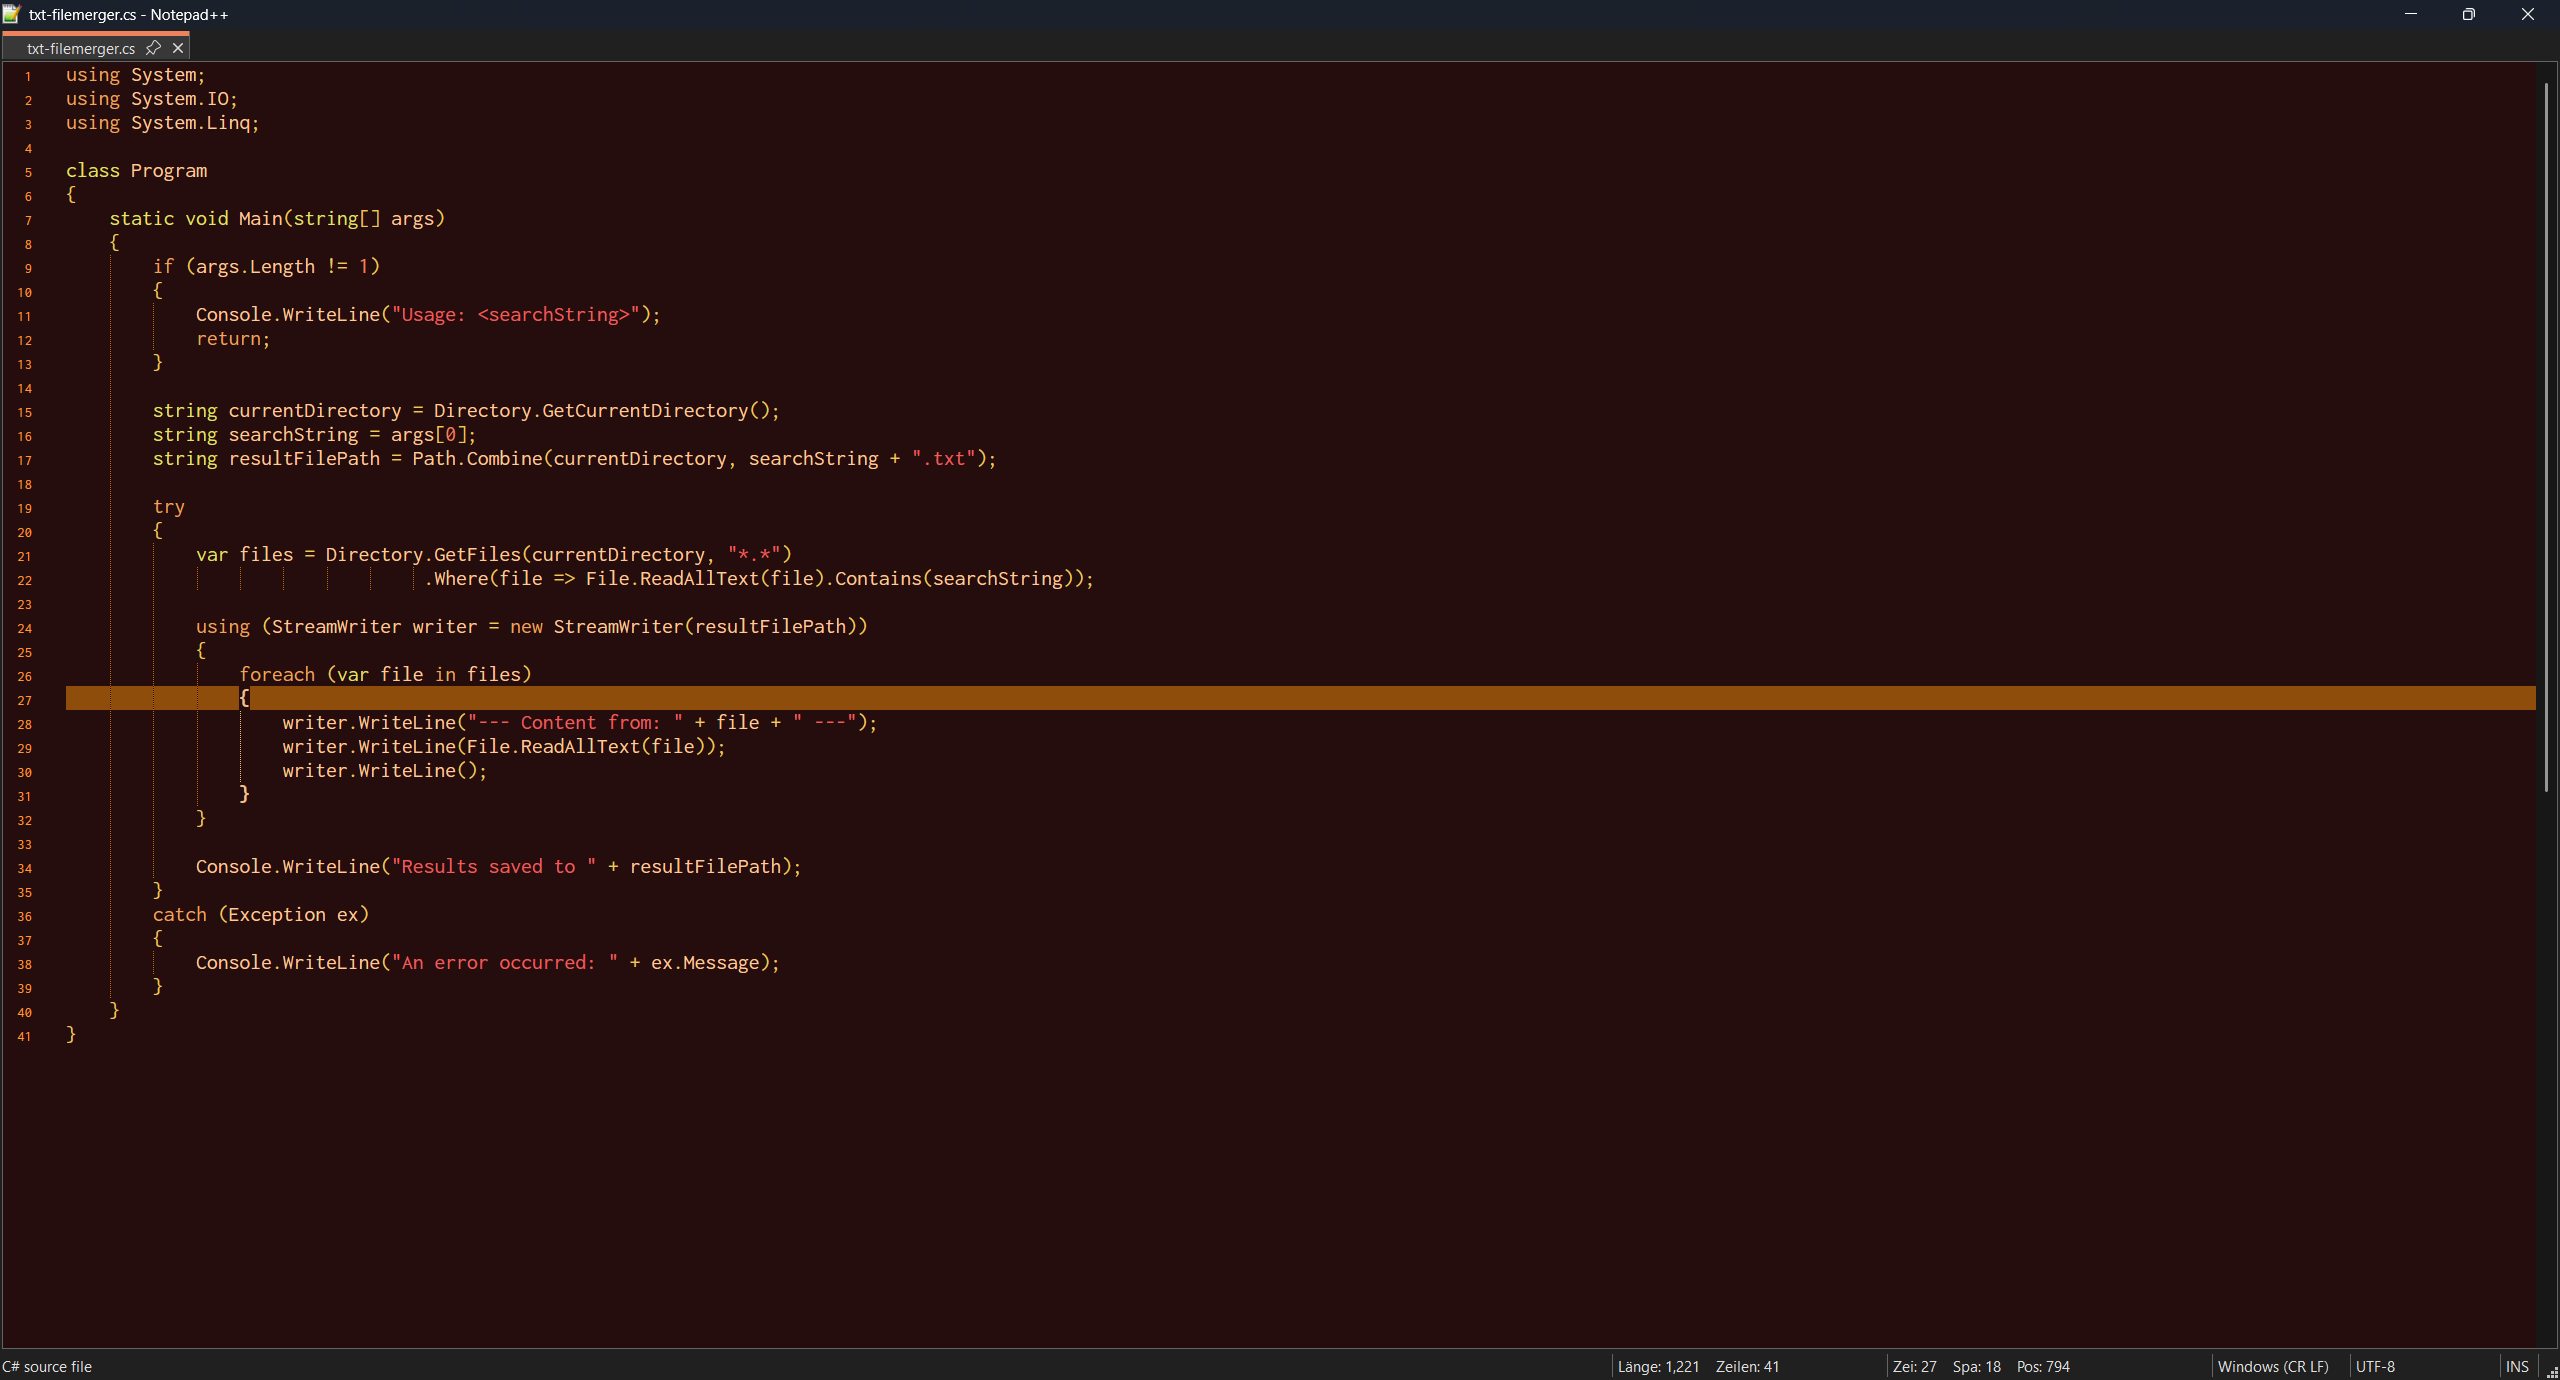 txt-filemerger.cs - Notepad++
txt-filemerger.cs
1 using System;
2 using System.IO;
3 using System.Linq;
4
5 class Program
6 {
7     static void Main(string[] args)
8     {
9         if (args.Length != 1)
10         {
11             Console.WriteLine("Usage: <searchString>");
12             return;
13         }
14
15         string currentDirectory = Directory.GetCurrentDirectory();
16         string searchString = args[0];
17         string resultFilePath = Path.Combine(currentDirectory, searchString + ".txt");
18
19         try
20         {
21             var files = Directory.GetFiles(currentDirectory, "*.*")
22                                  .Where(file => File.ReadAllText(file).Contains(searchString));
23
24             using (StreamWriter writer = new StreamWriter(resultFilePath))
25             {
26                 foreach (var file in files)
27                 {
28                     writer.WriteLine("--- Content from: " + file + " ---");
29                     writer.WriteLine(File.ReadAllText(file));
30                     writer.WriteLine();
31                 }
32             }
33
34             Console.WriteLine("Results saved to " + resultFilePath);
35         }
36         catch (Exception ex)
37         {
38             Console.WriteLine("An error occurred: " + ex.Message);
39         }
40     }
41 }
C# source file Länge: 1,221 Zeilen: 41 Zei: 27 Spa: 18 Pos: 794 Windows (CR LF) UTF-8 INS